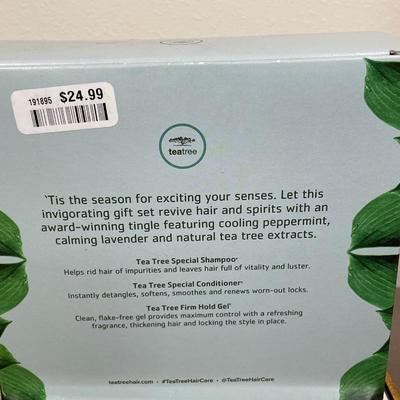 191895 $24.99
teatree
'Tis the season for exciting your senses. Let this
invigorating gift set revive hair and spirits with an
award-winning tingle featuring cooling peppermint,
calming lavender and natural tea tree extracts.
Tea Tree Special Shampoo®
Helps rid hair of impurities and leaves hair full of vitality and luster.
Tea Tree Special Conditioner®
Instantly detangles, softens, smoothes and renews worn-out locks.
Tea Tree Firm Hold Gel®
Clean, flake-free gel provides maximum control with a refreshing
fragrance, thickening hair and locking the style in place.
teatreehair.com • #TeaTreeHairCare • @TeaTreeHairCare